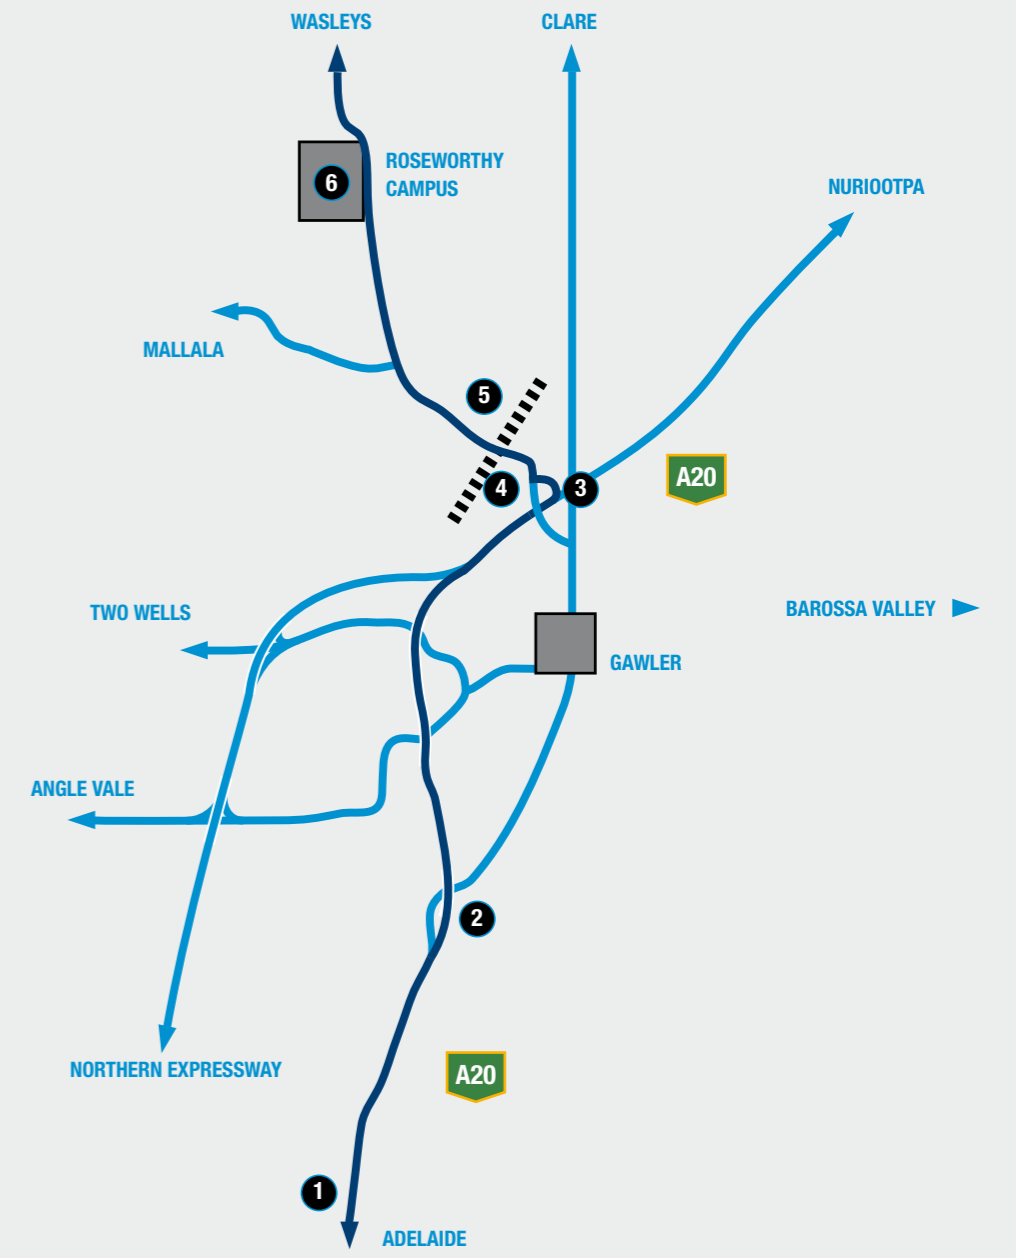 WASLEYS
CLARE
ROSEWORTHY
CAMPUS
6
NURIOOTPA
MALLALA
5
A20
4
3
TWO WELLS
BAROSSA VALLEY
GAWLER
ANGLE VALE
2
NORTHERN EXPRESSWAY
A20
1
ADELAIDE